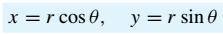 x = r cos θ, y = r sin θ